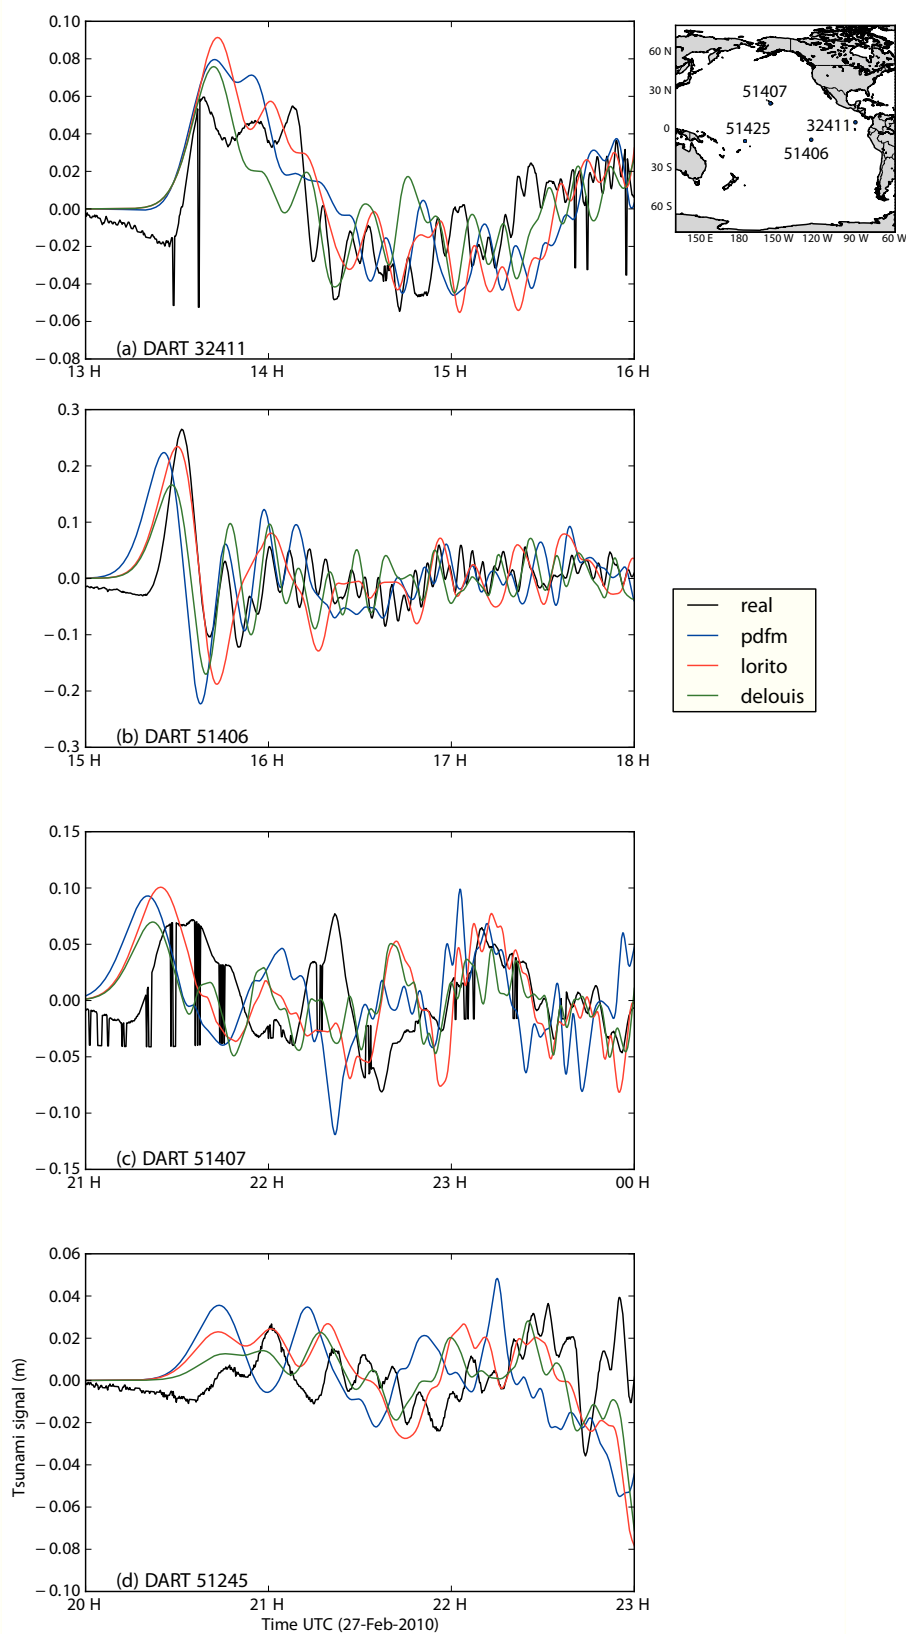 0.10
0.08
0.06
0.04
0.02
0.00
−0.02
−0.04
−0.06
−0.08
(a) DART 32411
13 H 14 H 15 H 16 H
60 N
30 N
0
30 S
60 S
51407
51425
32411
51406
150 E 180 150 W 120 W 90 W 60 W
0.3
0.2
0.1
0.0
−0.1
−0.2
−0.3
(b) DART 51406
15 H 16 H 17 H 18 H
real
pdfm
lorito
delouis
0.15
0.10
0.05
0.00
−0.05
−0.10
−0.15
(c) DART 51407
21 H 22 H 23 H 00 H
0.06
0.04
0.02
0.00
−0.02
−0.04
−0.06
−0.08
−0.10
Tsunami signal (m)
(d) DART 51245
20 H 21 H 22 H 23 H
Time UTC (27-Feb-2010)